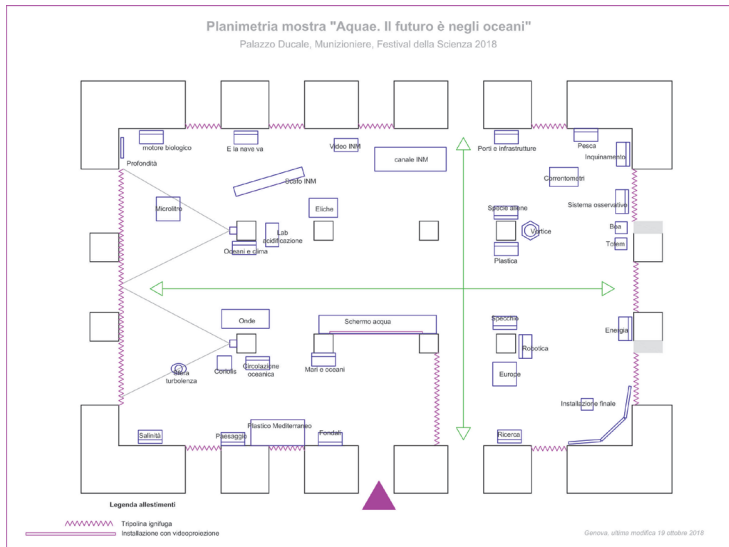 Planimetria mostra "Aquae. Il futuro è negli oceani"
Palazzo Ducale, Munizioniere, Festival della Scienza 2018
motore biologico
E la nave va
Video INM
canale INM
Porti e infrastrutture
Pesca
Inquinamento
Profondità
Scafo INM
Correntometri
Microlitro
Eliche
Specie aliene
Sistema osservativo
Lab
acidificazione
Vortice
Boa
Totem
Oceani e clima
Plastica
Onde
Schermo acqua
Specchio
Energia
Robotica
Sfera
turbolenza
Coriolis
Circolazione
oceanica
Mari e oceani
Europe
Installazione finale
Salinità
Paesaggio
Plastico Mediterraneo
Fondali
Ricerca
Legenda allestimenti
Tripolina ignifuga
Installazione con videoproiezione
Genova, ultima modifica 19 ottobre 2018